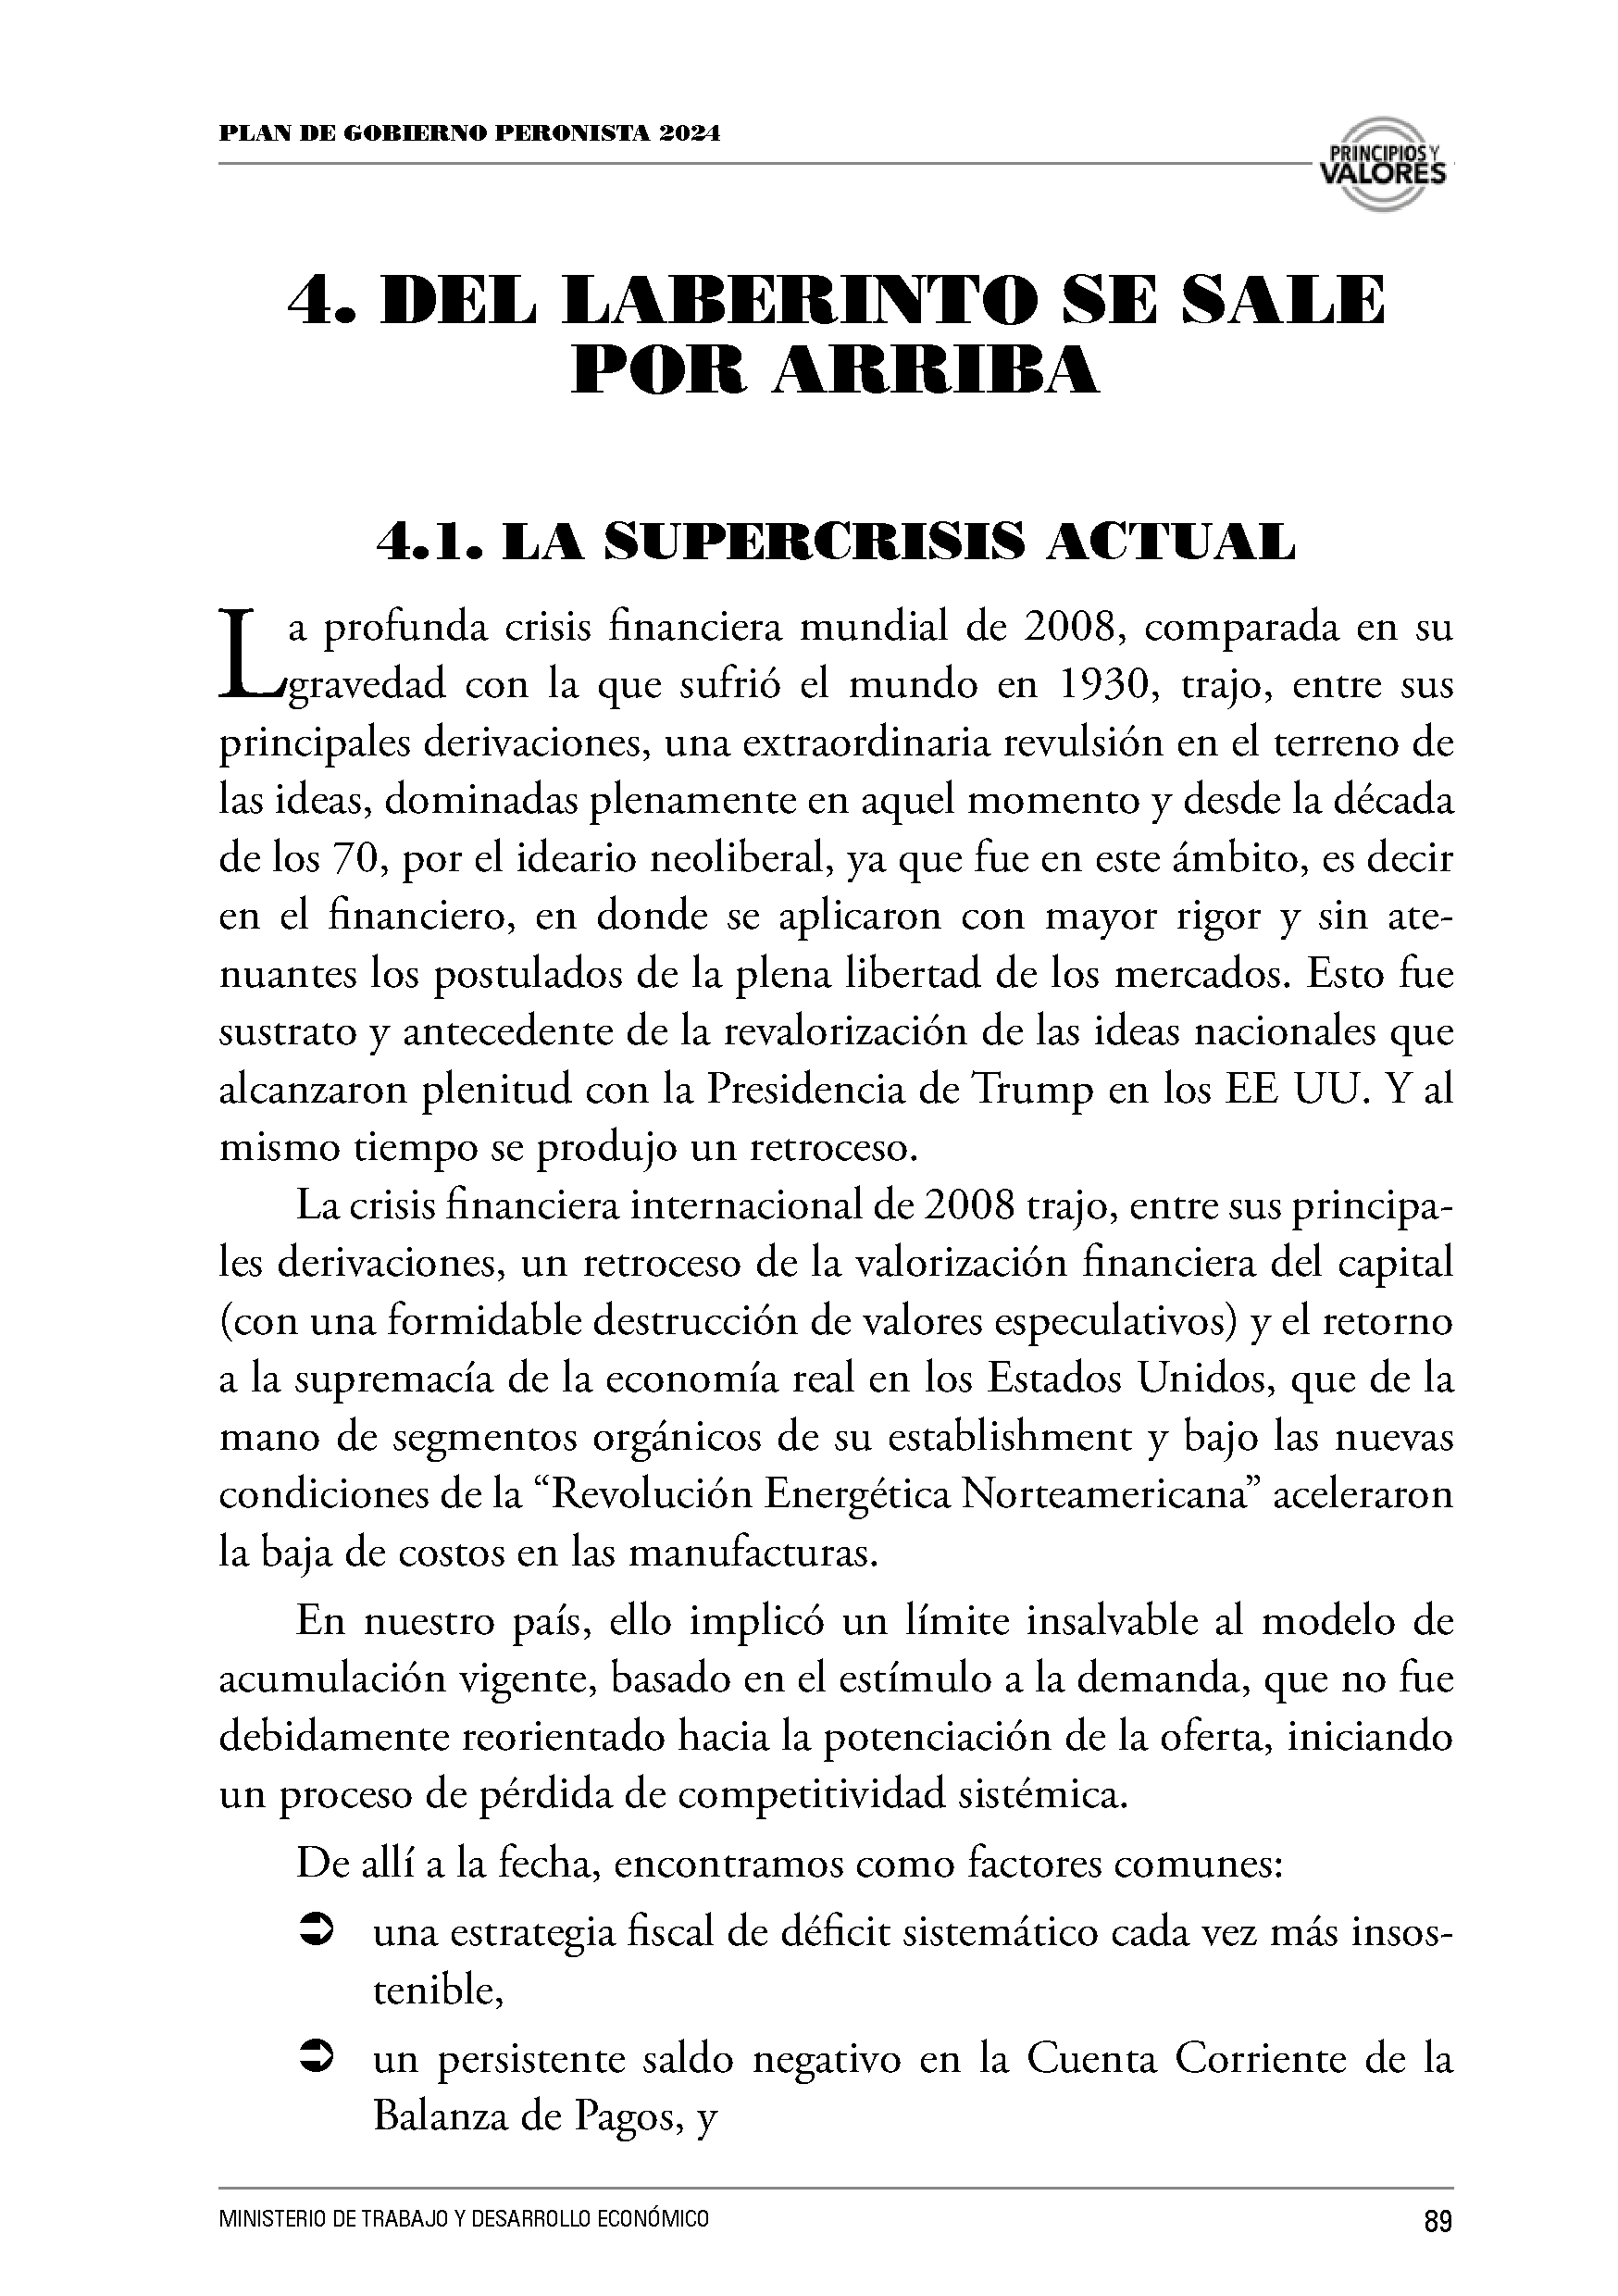 PLAN DE GOBIERNO PERONISTA 2024
PRINCIPIOS Y
VALORES
4. DEL LABERINTO SE SALE
POR ARRIBA
4.1. LA SUPERCRISIS ACTUAL
La profunda crisis financiera mundial de 2008, comparada en su
gravedad con la que sufrió el mundo en 1930, trajo, entre sus
principales derivaciones, una extraordinaria revulsión en el terreno de
las ideas, dominadas plenamente en aquel momento y desde la década
de los 70, por el ideario neoliberal, ya que fue en este ámbito, es decir
en el financiero, en donde se aplicaron con mayor rigor y sin ate-
nuantes los postulados de la plena libertad de los mercados. Esto fue
sustrato y antecedente de la revalorización de las ideas nacionales que
alcanzaron plenitud con la Presidencia de Trump en los EE UU. Y al
mismo tiempo se produjo un retroceso.
La crisis financiera internacional de 2008 trajo, entre sus principa-
les derivaciones, un retroceso de la valorización financiera del capital
(con una formidable destrucción de valores especulativos) y el retorno
a la supremacía de la economía real en los Estados Unidos, que de la
mano de segmentos orgánicos de su establishment y bajo las nuevas
condiciones de la “Revolución Energética Norteamericana” aceleraron
la baja de costos en las manufacturas.
En nuestro país, ello implicó un límite insalvable al modelo de
acumulación vigente, basado en el estímulo a la demanda, que no fue
debidamente reorientado hacia la potenciación de la oferta, iniciando
un proceso de pérdida de competitividad sistémica.
De allí a la fecha, encontramos como factores comunes:
➲ una estrategia fiscal de déficit sistemático cada vez más insos-
tenible,
➲ un persistente saldo negativo en la Cuenta Corriente de la
Balanza de Pagos, y
MINISTERIO DE TRABAJO Y DESARROLLO ECONÓMICO
89